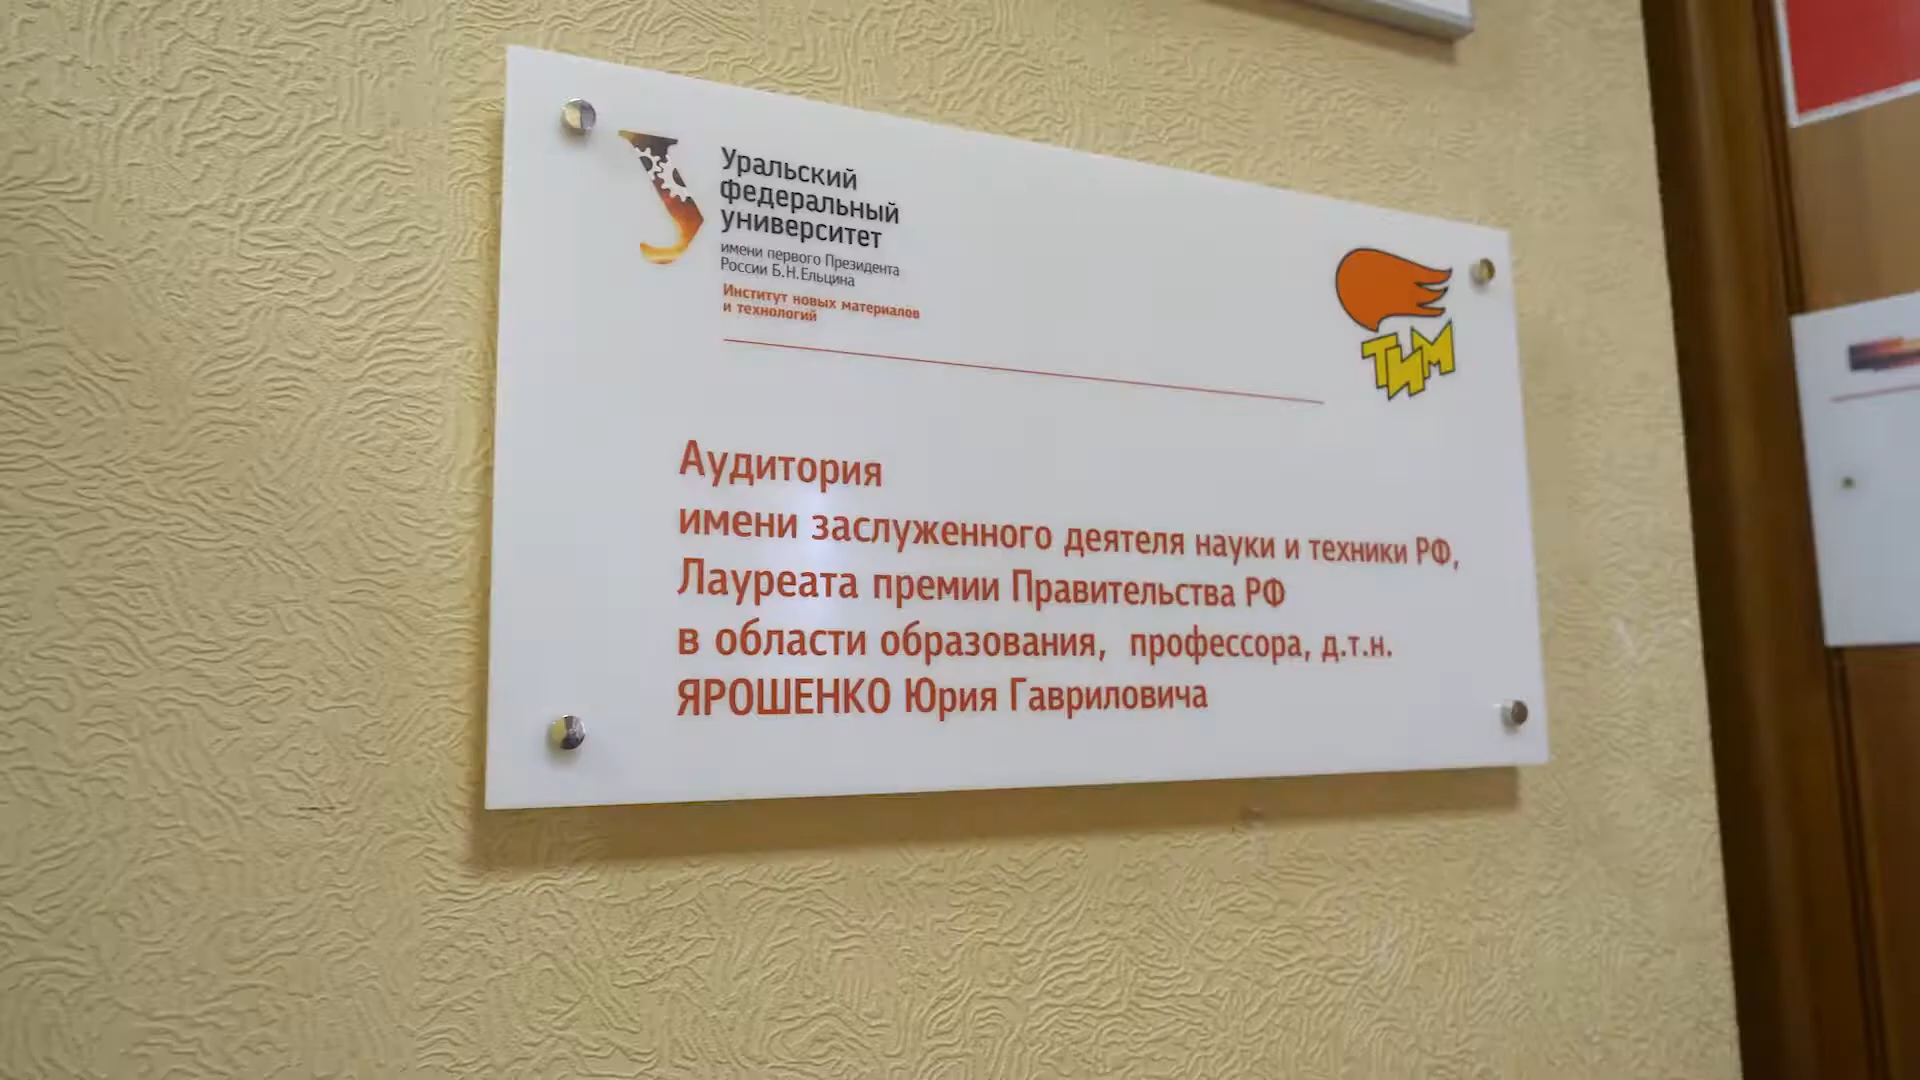 Уральский
федеральный
университет
имени первого Президента
России Б.Н.Ельцина
Институт новых материалов
и технологий
ТИМ
Аудитория
имени заслуженного деятеля науки и техники РФ,
Лауреата премии Правительства РФ
в области образования, профессора, д.т.н.
ЯРОШЕНКО Юрия Гавриловича